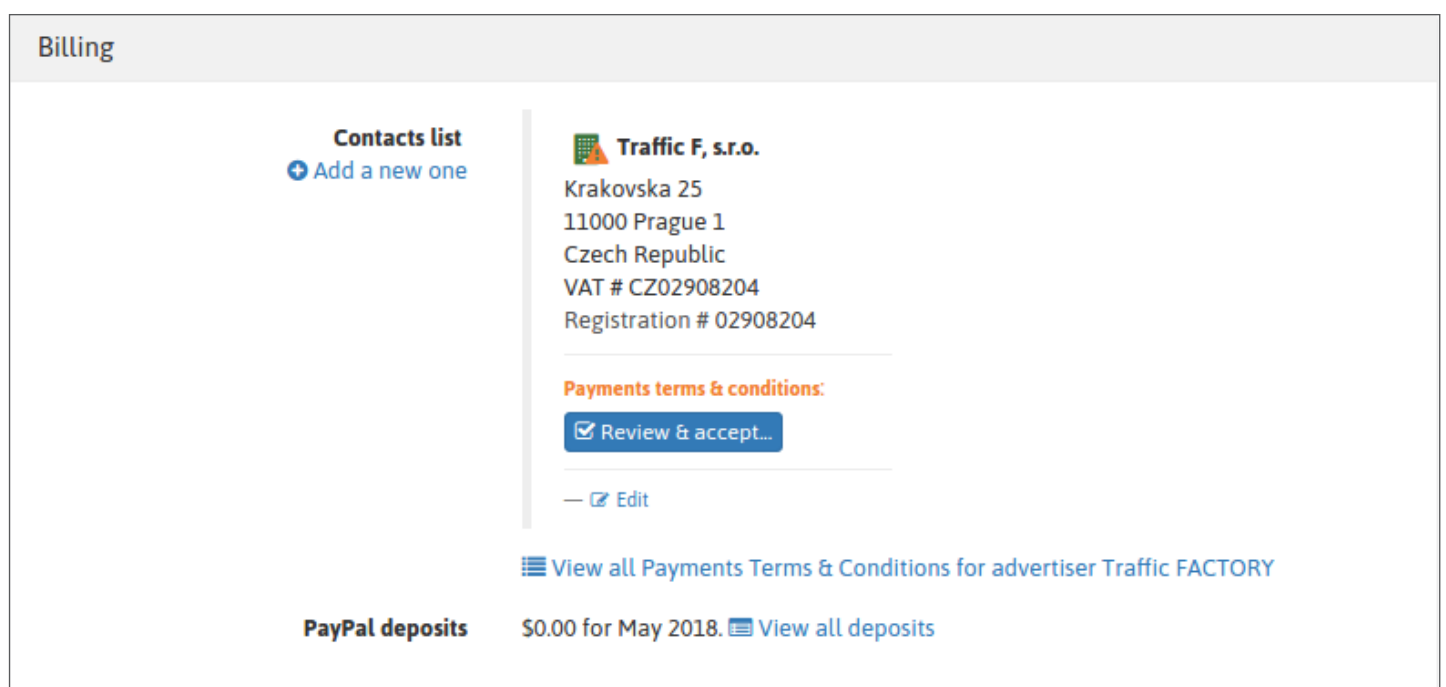 Billing
Contacts list
Add a new one
Traffic F, s.r.o.
Krakovska 25
11000 Prague 1
Czech Republic
VAT # CZ02908204
Registration # 02908204
Payments terms & conditions:
Review & accept...
— Edit
View all Payments Terms & Conditions for advertiser Traffic FACTORY
PayPal deposits
$0.00 for May 2018. View all deposits